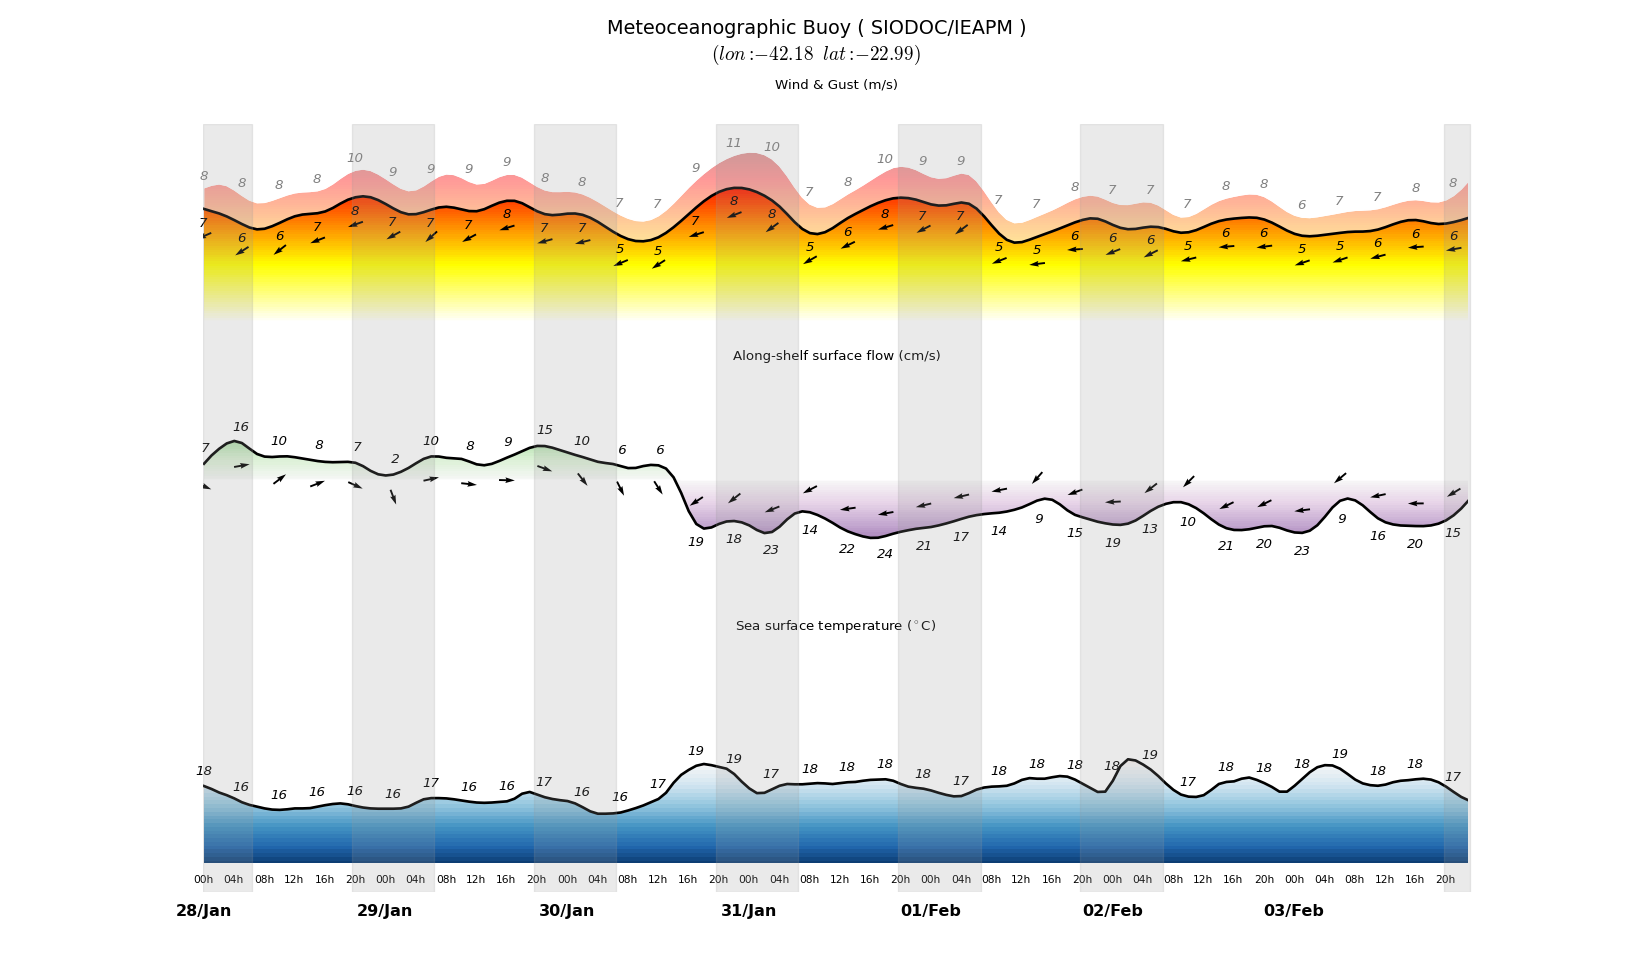 Meteoceanographic Buoy ( SIODOC/IEAPM )
(lon:−42.18 lat:−22.99)
Wind & Gust (m/s)
8 8 8 8 10 9 9 9 9 8 8 7 7 9 11 10 7 8 10 9 9 7 7 8 7 7 7 8 8 6 7 7 8 8
7 6 6 7 8 7 7 7 8 7 7 5 5 7 8 8 5 6 8 7 7 5 5 6 6 6 5 6 6 5 5 6 6 6
Along-shelf surface flow (cm/s)
7 16 10 8 7 2 10 8 9 15 10 6 6
19 18 23 14 22 24 21 17 14 9 15 19 13 10 21 20 23 9 16 20 15
Sea surface temperature (°C)
18 16 16 16 16 16 17 16 16 17 16 16 17 19 19 17 18 18 18 18 17 18 18 18 18 19 17 18 18 18 19 18 18 17
00h 04h 08h 12h 16h 20h 00h 04h 08h 12h 16h 20h 00h 04h 08h 12h 16h 20h 00h 04h 08h 12h 16h 20h 00h 04h 08h 12h 16h 20h 00h 04h 08h 12h 16h 20h 00h 04h 08h 12h 16h 20h
28/Jan 29/Jan 30/Jan 31/Jan 01/Feb 02/Feb 03/Feb